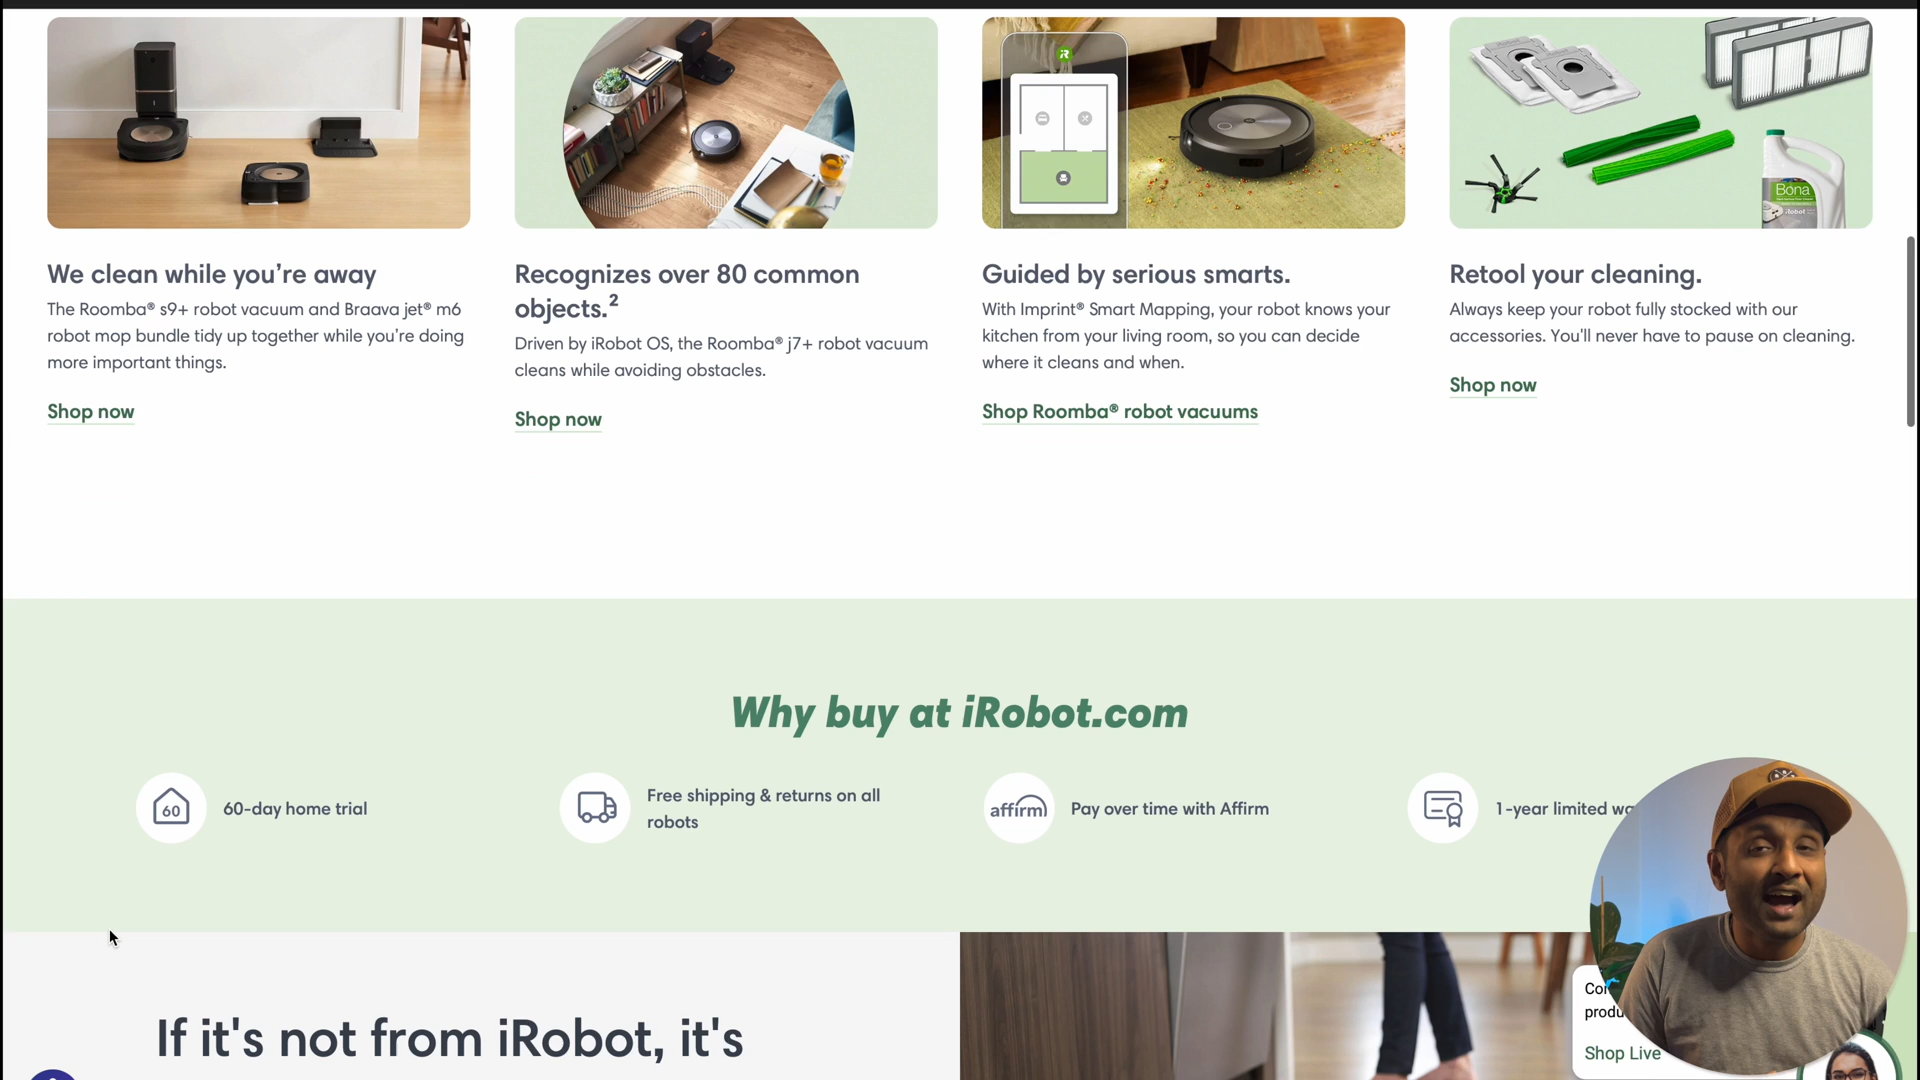 We clean while you’re away
The Roomba® s9+ robot vacuum and Braava jet® m6
robot mop bundle tidy up together while you're doing
more important things.
Shop now
Recognizes over 80 common
objects.²
Driven by iRobot OS, the Roomba® j7+ robot vacuum
cleans while avoiding obstacles.
Shop now
iR
Guided by serious smarts.
With Imprint® Smart Mapping, your robot knows your
kitchen from your living room, so you can decide
where it cleans and when.
Shop Roomba® robot vacuums
Bona
iRobot
Retool your cleaning.
Always keep your robot fully stocked with our
accessories. You'll never have to pause on cleaning.
Shop now
Why buy at iRobot.com
60
60-day home trial
Free shipping & returns on all
robots
affirm
Pay over time with Affirm
1-year limited
If it's not from iRobot, it's
Shop Live